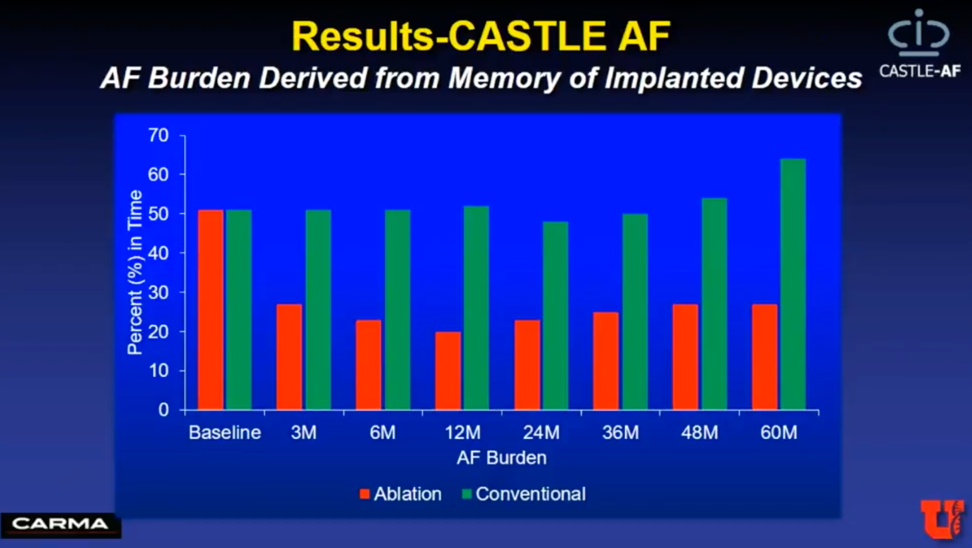 Results-CASTLE AF
CASTLE-AF
AF Burden Derived from Memory of Implanted Devices
Percent (%) in Time
70
60
50
40
30
20
10
0
Baseline 3M 6M 12M 24M 36M 48M 60M
AF Burden
Ablation Conventional
CARMA
U